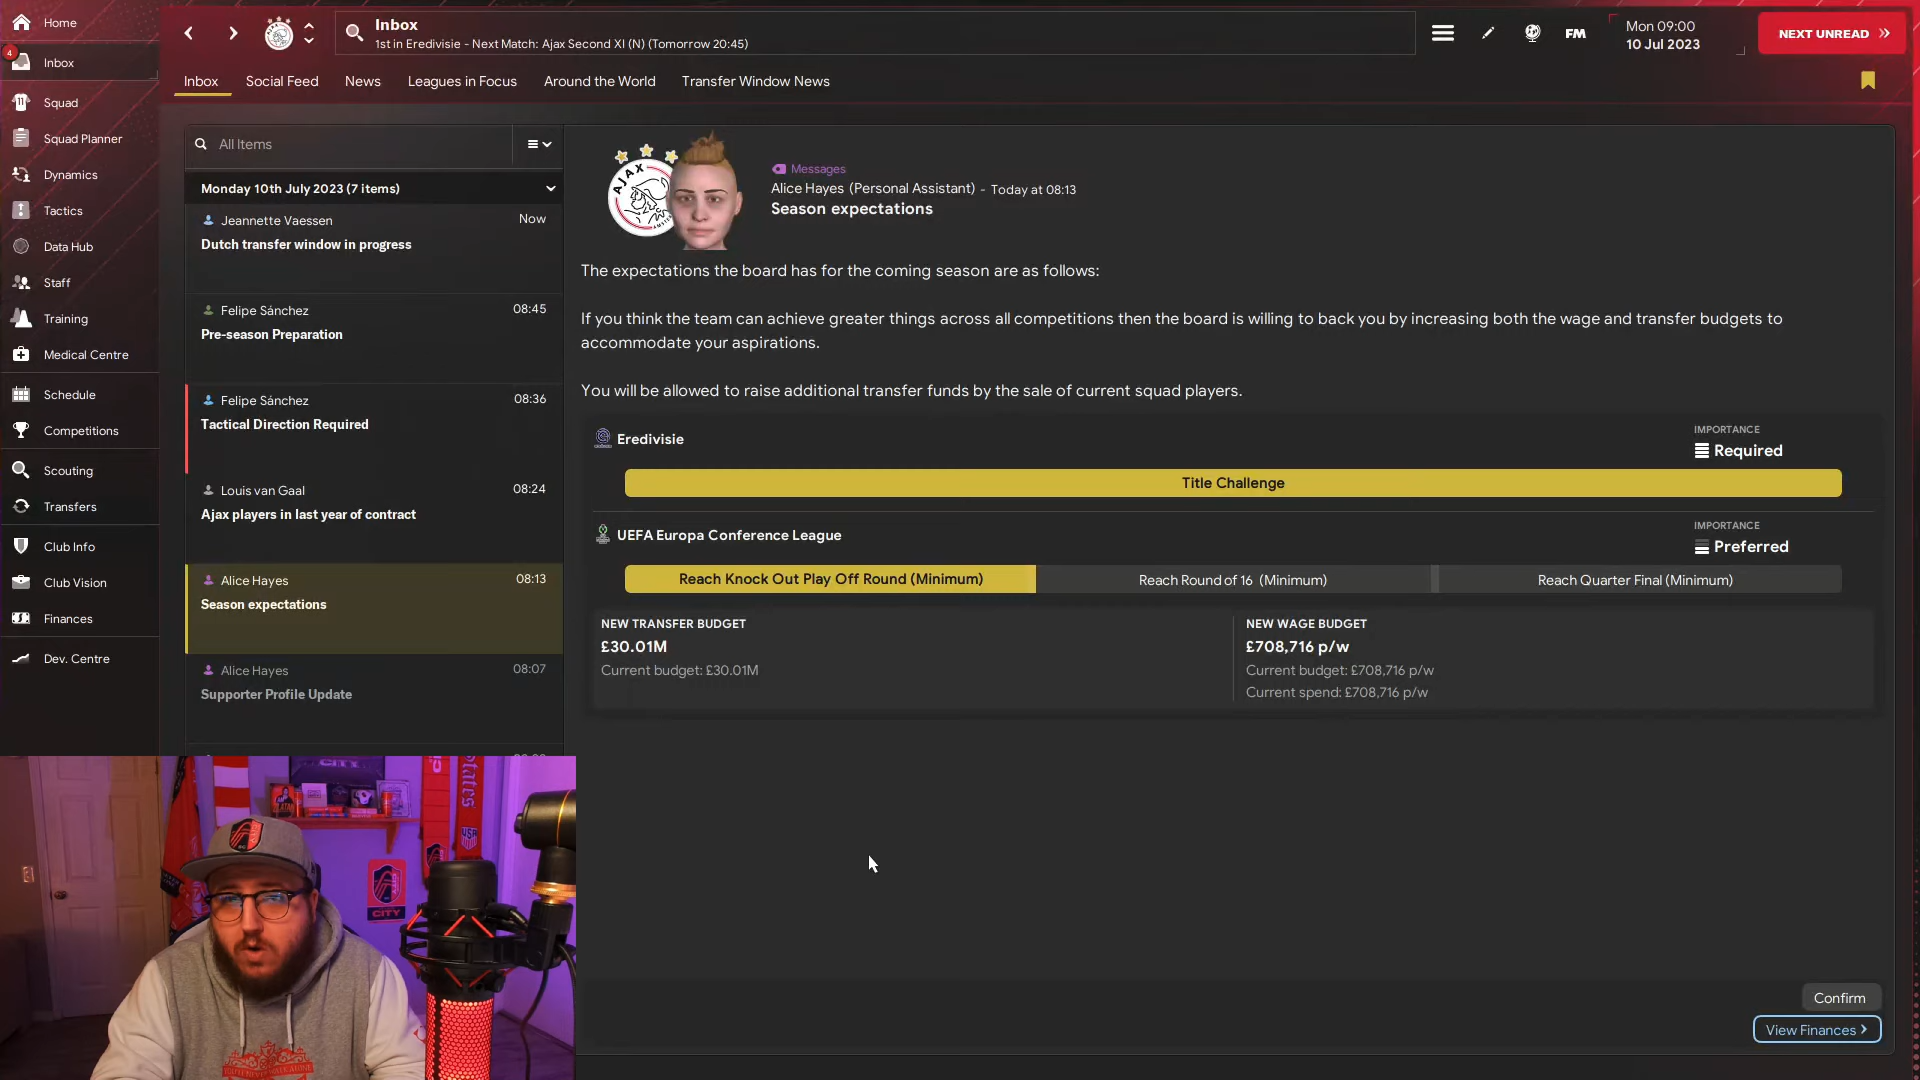 Home
4
Inbox
11
Squad
Squad Planner
Dynamics
Tactics
Data Hub
Staff
Training
Medical Centre
Schedule
Competitions
Scouting
Transfers
Club Info
Club Vision
Finances
Dev. Centre
Inbox
1st in Eredivisie - Next Match: Ajax Second XI (N) (Tomorrow 20:45)
FM
Mon 09:00
10 Jul 2023
NEXT UNREAD
Inbox
Social Feed
News
Leagues in Focus
Around the World
Transfer Window News
All Items
Monday 10th July 2023 (7 items)
Jeannette Vaessen
Now
Dutch transfer window in progress
Felipe Sánchez
08:45
Pre-season Preparation
Felipe Sánchez
08:36
Tactical Direction Required
Louis van Gaal
08:24
Ajax players in last year of contract
Alice Hayes
08:13
Season expectations
Alice Hayes
08:07
Supporter Profile Update
AJAX
Messages
Alice Hayes (Personal Assistant) - Today at 08:13
Season expectations
The expectations the board has for the coming season are as follows:
If you think the team can achieve greater things across all competitions then the board is willing to back you by increasing both the wage and transfer budgets to
accommodate your aspirations.
You will be allowed to raise additional transfer funds by the sale of current squad players.
Eredivisie
IMPORTANCE
Required
Title Challenge
UEFA Europa Conference League
IMPORTANCE
Preferred
Reach Knock Out Play Off Round (Minimum)
Reach Round of 16 (Minimum)
Reach Quarter Final (Minimum)
NEW TRANSFER BUDGET
£30.01M
Current budget: £30.01M
NEW WAGE BUDGET
£708,716 p/w
Current budget: £708,716 p/w
Current spend: £708,716 p/w
Confirm
View Finances
CITY
USA
CITY